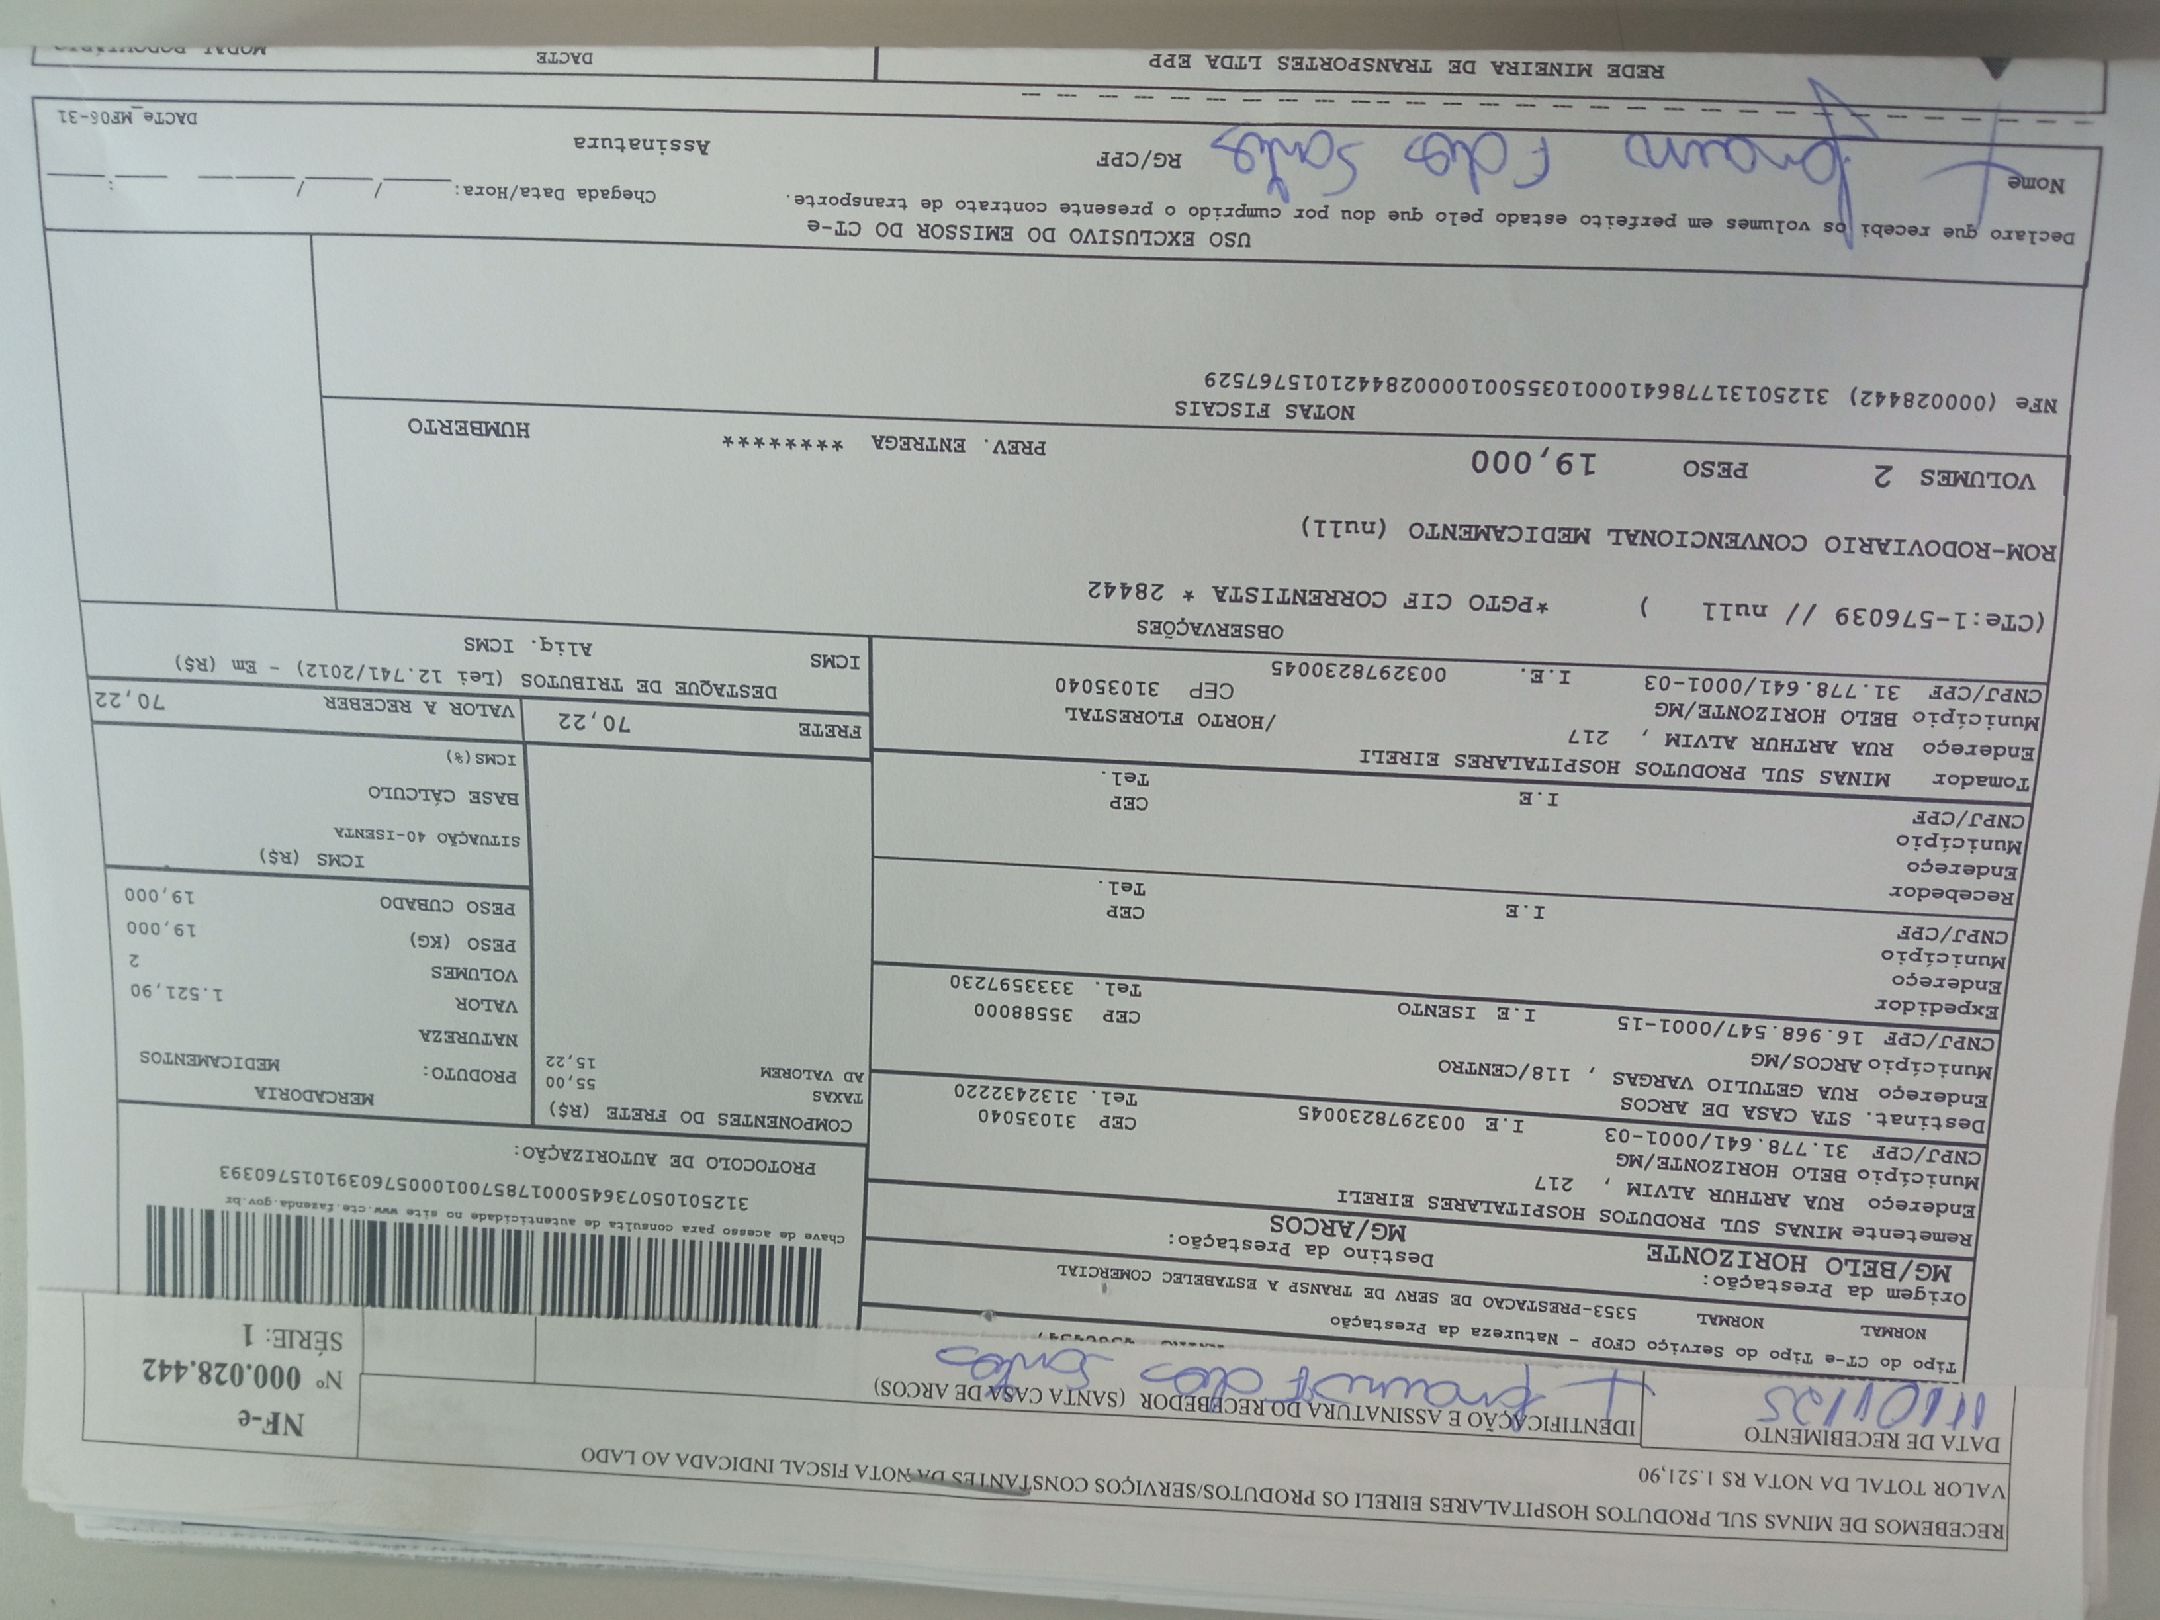 RECEBEMOS DE MINAS SUL PRODUTOS HOSPITALARES EIRELI OS PRODUTOS/SERVIÇOS CONSTANTES DA NOTA FISCAL INDICADA AO LADO
VALOR TOTAL DA NOTA R$ 1.521,90
DATA DE RECEBIMENTO
IDENTIFICAÇÃO E ASSINATURA DO RECEBEDOR (SANTA CASA DE ARCOS)
F dos Santos
NF-e
Nº 000.028.442
SÉRIE: 1
Tipo do CT-e Tipo do Serviço CFOP - Natureza da Prestação
NORMAL NORMAL 5353-PRESTACAO DE SERV DE TRANSP A ESTABELEC COMERCIAL
Origem da Prestação: Destino da Prestação:
MG/BELO HORIZONTE MG/ARCOS
Remetente MINAS SUL PRODUTOS HOSPITALARES EIRELI
Endereço RUA ARTHUR ALVIM , 217
Município BELO HORIZONTE/MG CEP 31035040
CNPJ/CPF 31.778.641/0001-03 I.E 0032978230045 Tel. 3132432220
Destinat. STA CASA DE ARCOS
Endereço RUA GETULIO VARGAS , 118/CENTRO
Município ARCOS/MG CEP 35588000
CNPJ/CPF 16.968.547/0001-15 I.E ISENTO Tel. 3333597230
Expedidor
Endereço
Município CEP
CNPJ/CPF I.E Tel.
Recebedor
Endereço
Município CEP
CNPJ/CPF I.E Tel.
Tomador MINAS SUL PRODUTOS HOSPITALARES EIRELI
Endereço RUA ARTHUR ALVIM , 217 /HORTO FLORESTAL
Município BELO HORIZONTE/MG CEP 31035040
CNPJ/CPF 31.778.641/0001-03 I.E. 0032978230045
Chave de acesso para consulta de autenticidade no site www.cte.fazenda.gov.br
31250105073645000178570010005760391015760393
PROTOCOLO DE AUTORIZAÇÃO:
COMPONENTES DO FRETE (R$)
TAXAS 55,00
AD VALOREM 15,22
MERCADORIA
PRODUTO: MEDICAMENTOS
NATUREZA
VALOR 1.521,90
VOLUMES 2
PESO (KG) 19,000
PESO CUBADO 19,000
ICMS (R$)
SITUAÇÃO 40-ISENTA
BASE CÁLCULO
ICMS(%)
FRETE 70,22 VALOR A RECEBER 70,22
DESTAQUE DE TRIBUTOS (Lei 12.741/2012) - Em (R$)
ICMS Aliq. ICMS
OBSERVAÇÕES
(CTe:1-576039 // null ) *PGTO CIF CORRENTISTA * 28442
ROM-RODOVIARIO CONVENCIONAL MEDICAMENTO (null)
VOLUMES 2 PESO 19,000 PREV. ENTREGA ******** HUMBERTO
NOTAS FISCAIS
NFe (000028442) 31250131778641000103550010000284421015767529
USO EXCLUSIVO DO EMISSOR DO CT-e
Declaro que recebi os volumes em perfeito estado pelo que dou por cumprido o presente contrato de transporte.
Chegada Data/Hora: ____/____/____ ___:___
Nome F dos Santos RG/CPF Assinatura
DACTe_MF06-31
REDE MINEIRA DE TRANSPORTES LTDA EPP DACTE MODAL RODOVIÁRIO